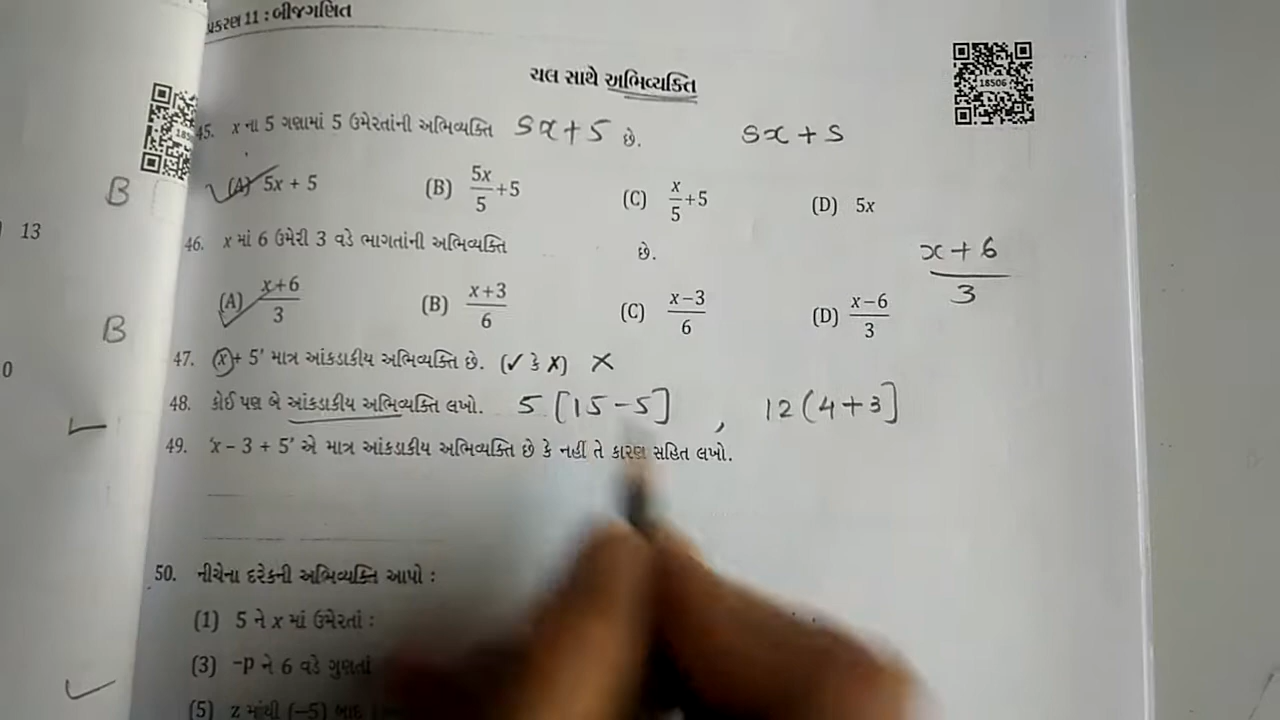 પ્રકરણ 11 : બીજગણિત
18506
ચલ સાથે અભિવ્યક્તિ
45. x ના 5 ગણામાં 5 ઉમેરતાંની અભિવ્યક્તિ 5x+5 છે. 5x + 5
(A) 5x + 5 (B) 5x/5 +5 (C) x/5 +5 (D) 5x
B
13
46. x માં 6 ઉમેરી 3 વડે ભાગતાંની અભિવ્યક્તિ છે. x + 6 / 3
(A) x+6/3 (B) x+3/6 (C) x−3/6 (D) x−6/3
B
0
47. x + 5' માત્ર આંકડાકીય અભિવ્યક્તિ છે. (✓ કે ✗) ✗
48. કોઈ પણ બે આંકડાકીય અભિવ્યક્તિ લખો. 5 [15 − 5] , 12 (4+3]
49. 'x − 3 + 5' એ માત્ર આંકડાકીય અભિવ્યક્તિ છે કે નહીં તે કારણ સહિત લખો.
50. નીચેના દરેકની અભિવ્યક્તિ આપો :
(1) 5 ને x માં ઉમેરતાં :
(3) -p ને 6 વડે ગુણતાં
(5) z માંથી (−5) બાદ